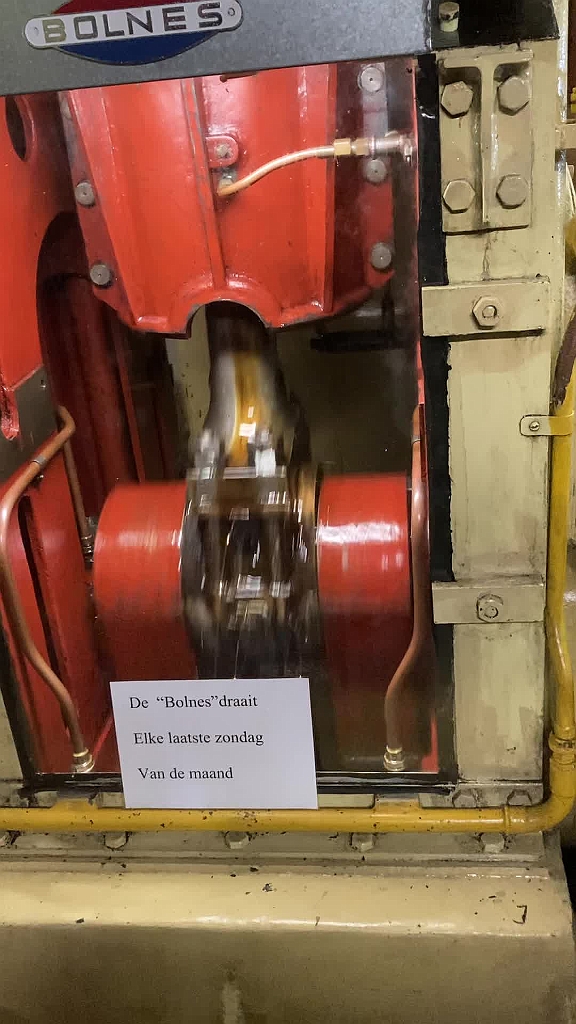 BOLNES
De “Bolnes”draait
Elke laatste zondag
Van de maand